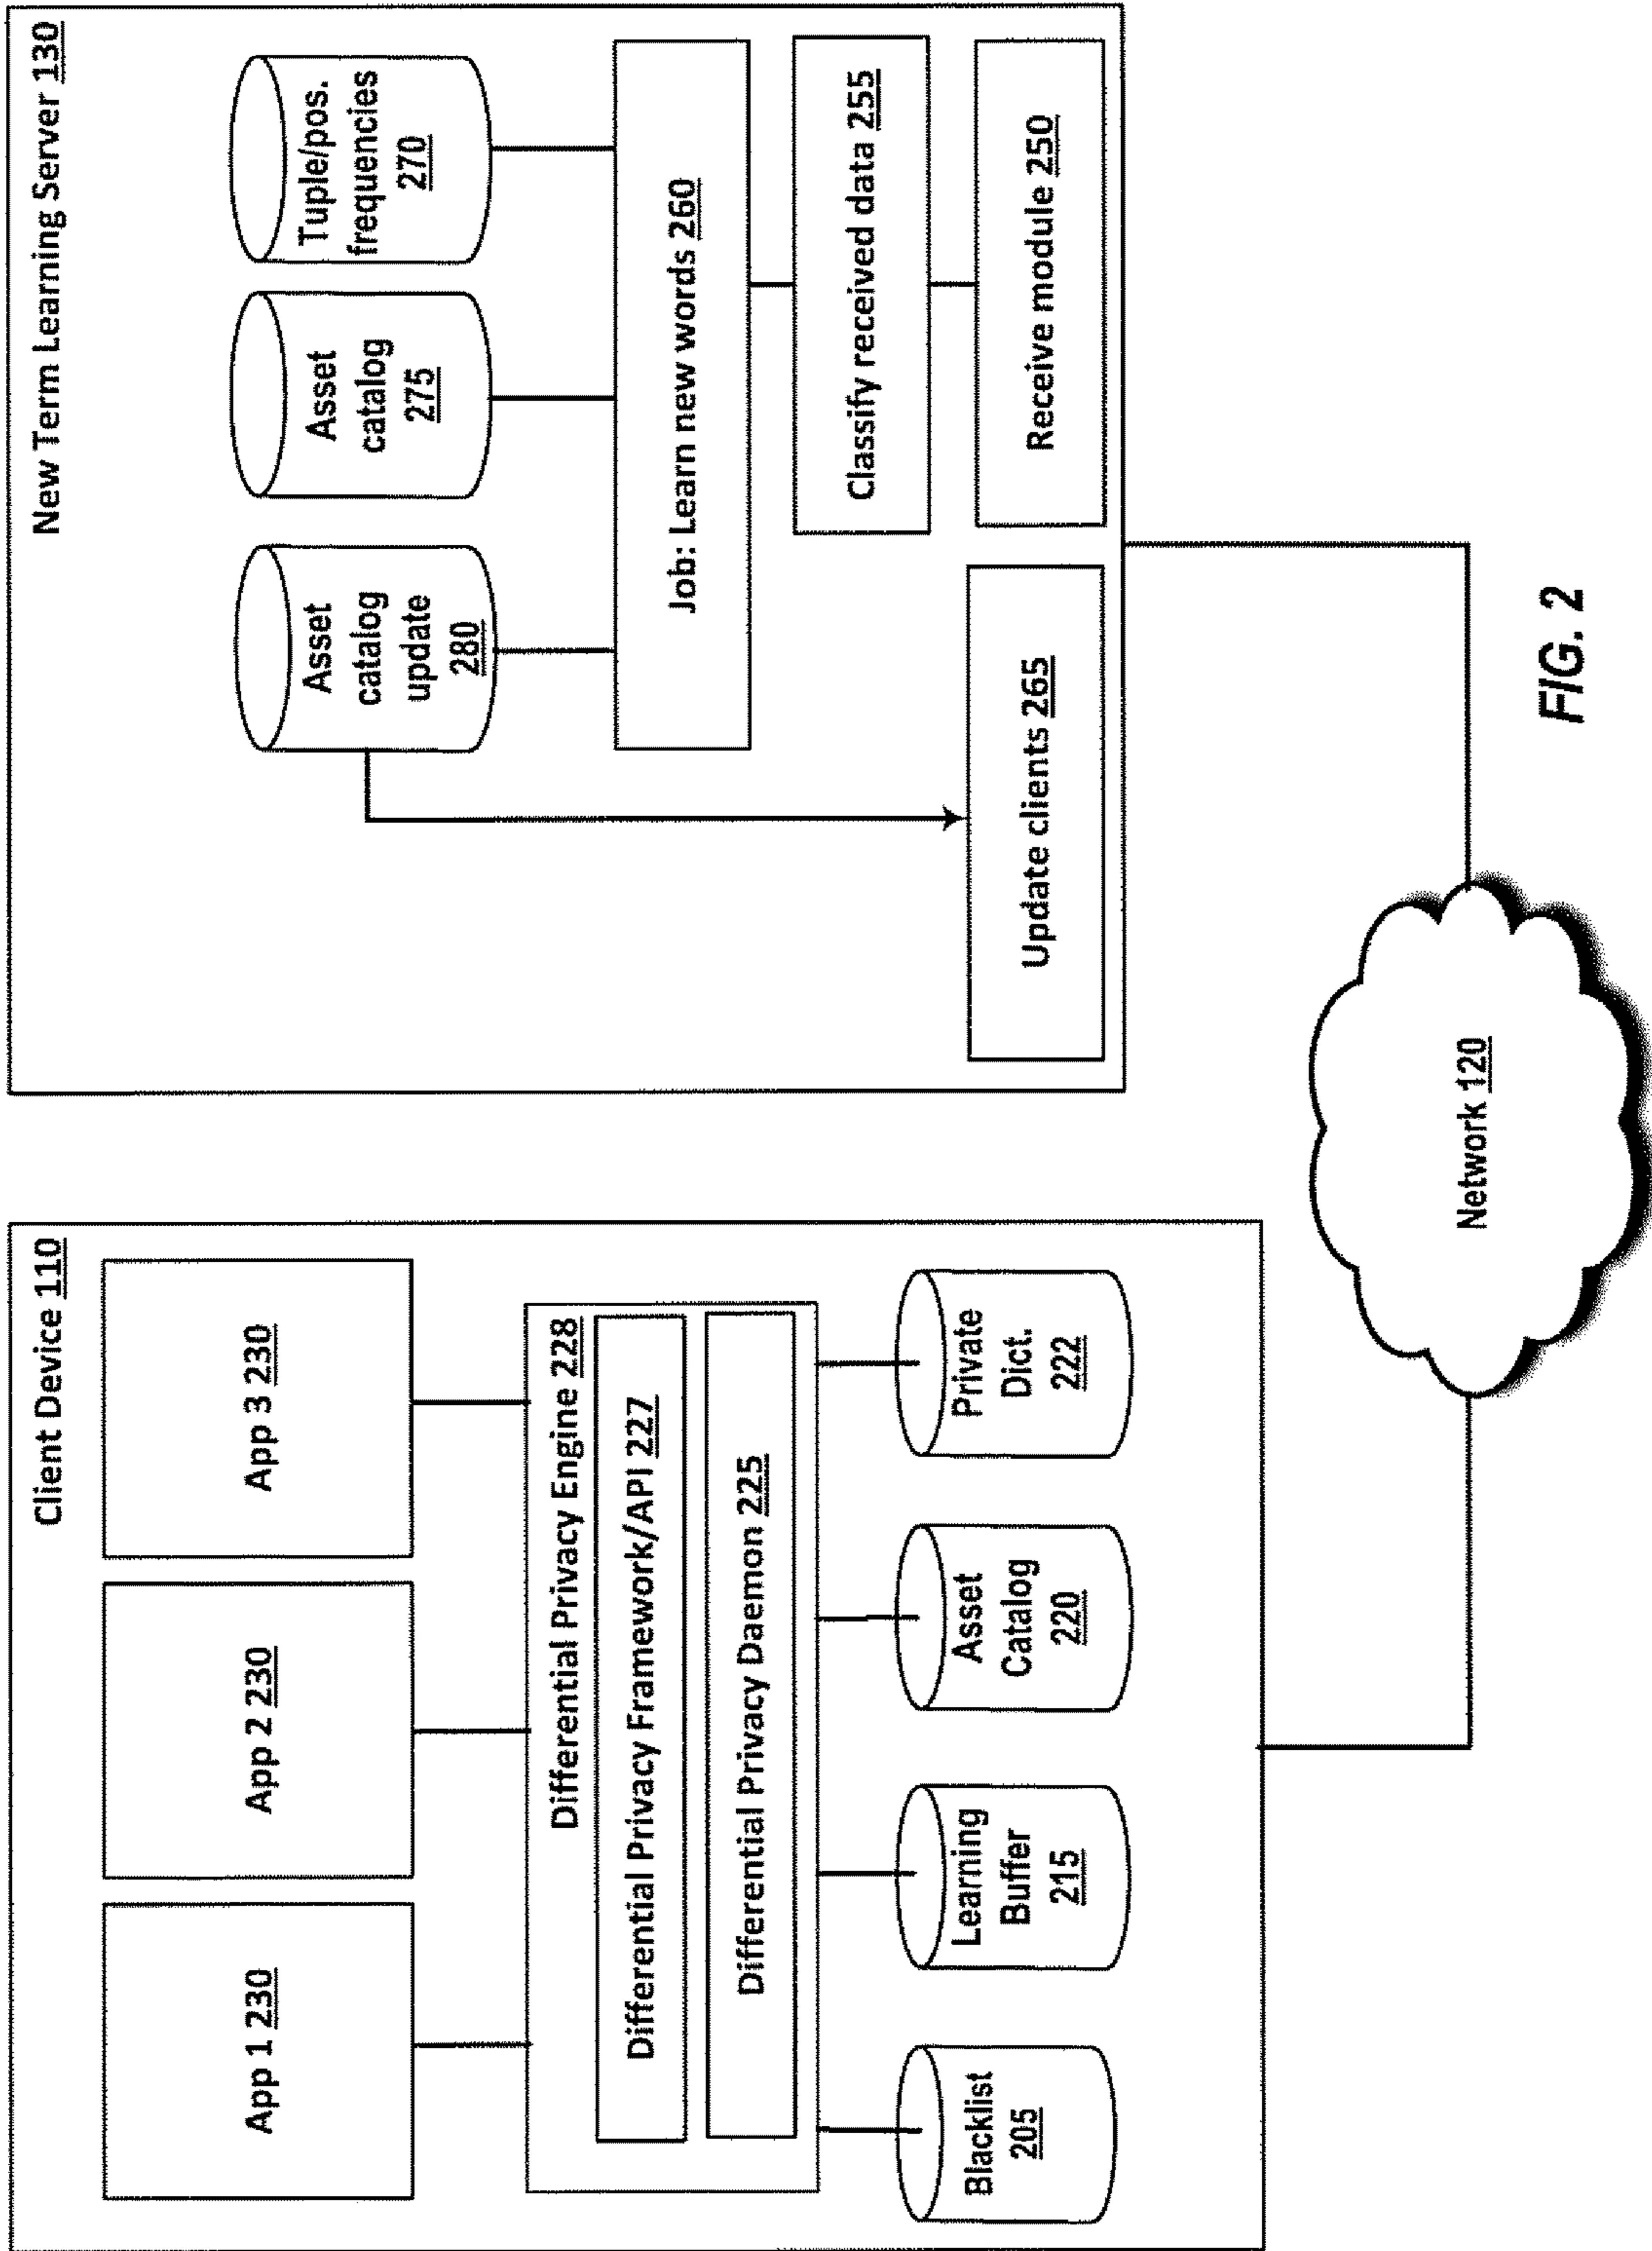 Client Device 110
App 1 230
App 2 230
App 3 230
Differential Privacy Engine 228
Differential Privacy Framework/API 227
Differential Privacy Daemon 225
Blacklist
205
Learning
Buffer
215
Asset
Catalog
220
Private
Dict.
222
New Term Learning Server 130
Asset
catalog
update
280
Asset
catalog
275
Tuple/pos.
frequencies
270
Job: Learn new words 260
Classify received data 255
Update clients 265
Receive module 250
Network 120
FIG. 2